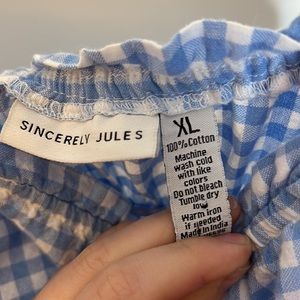 SINCERELY JULES
XL
100% Cotton
Machine
wash cold
with like
colors
Do not bleach
Tumble dry
low
Warm iron
if needed
Made In India